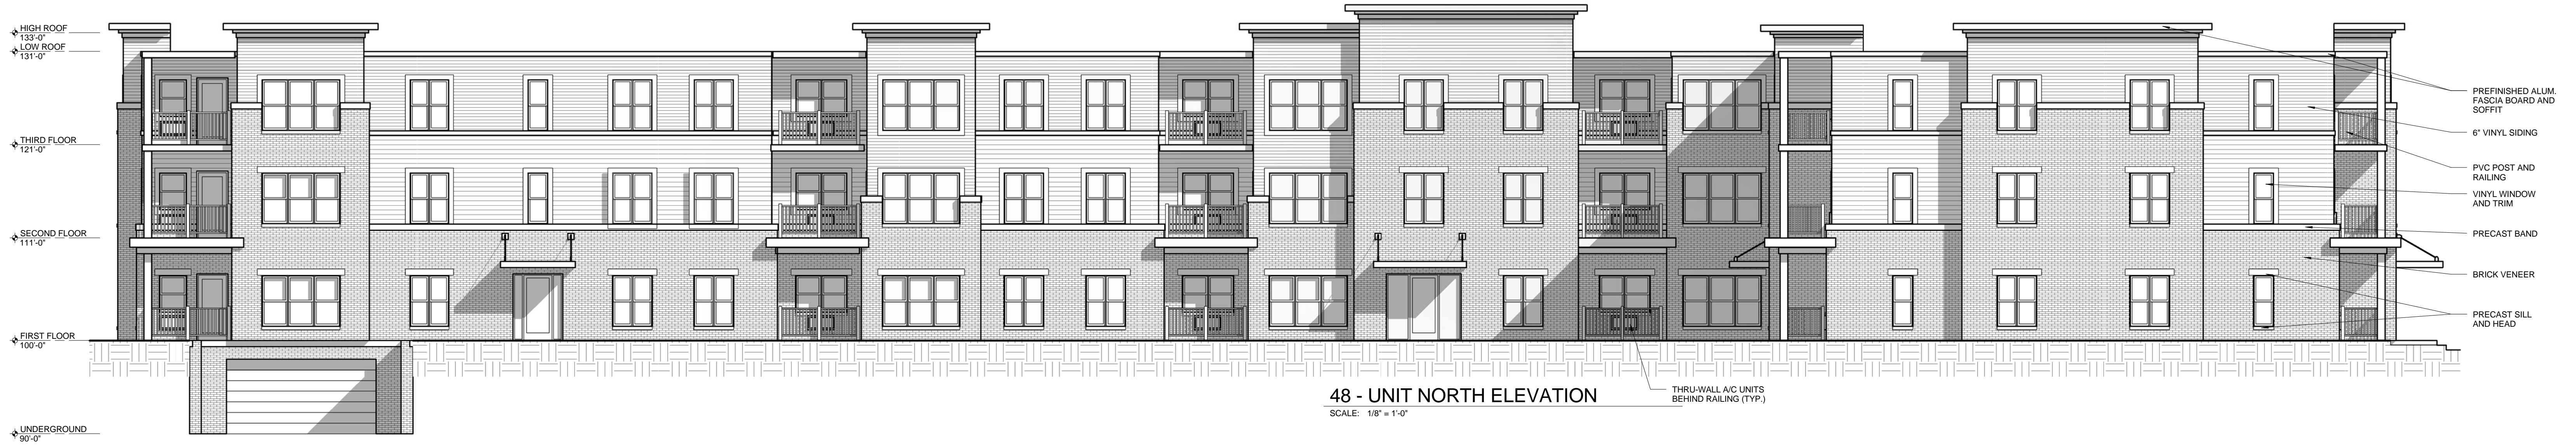 HIGH ROOF
133'-0"
LOW ROOF
131'-0"
THIRD FLOOR
121'-0"
SECOND FLOOR
111'-0"
FIRST FLOOR
100'-0"
UNDERGROUND
90'-0"
PREFINISHED ALUM.
FASCIA BOARD AND
SOFFIT
6" VINYL SIDING
PVC POST AND
RAILING
VINYL WINDOW
AND TRIM
PRECAST BAND
BRICK VENEER
PRECAST SILL
AND HEAD
THRU-WALL A/C UNITS
BEHIND RAILING (TYP.)
48 - UNIT NORTH ELEVATION
SCALE: 1/8" = 1'-0"